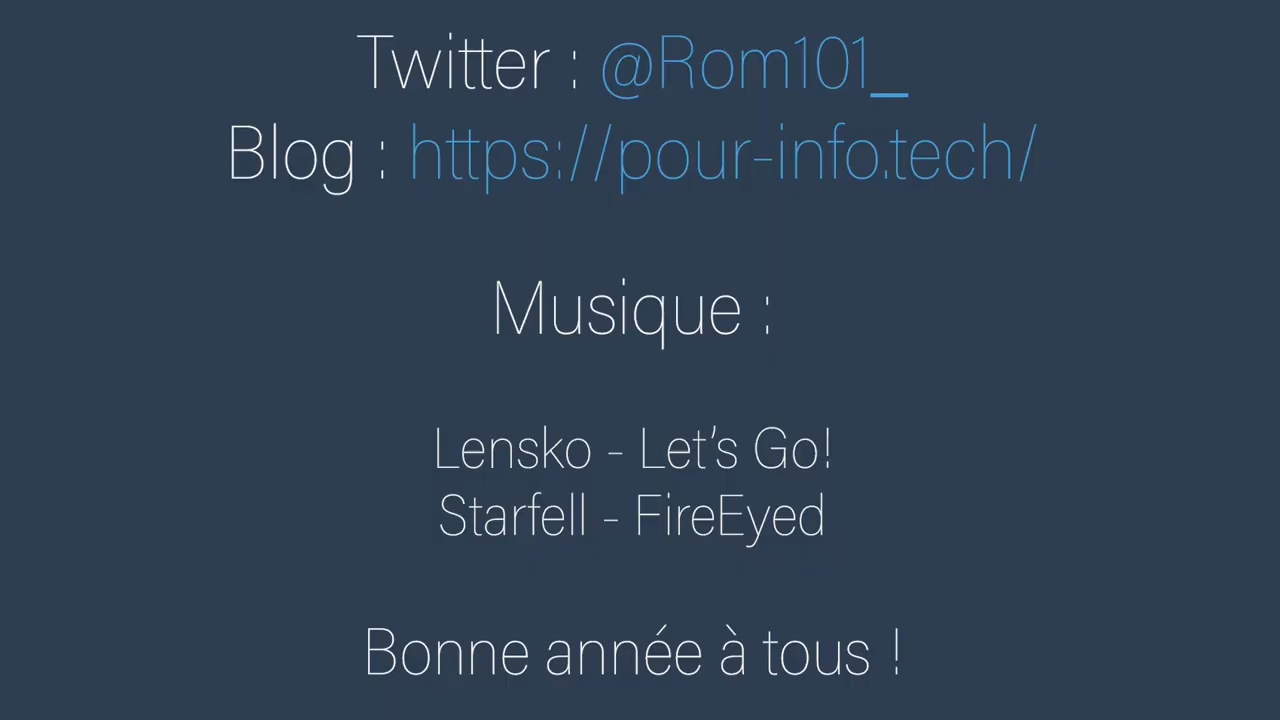 Twitter : @Rom101_
Blog : https://pour-info.tech/
Musique :
Lensko - Let’s Go!
Starfell - FireEyed
Bonne année à tous !